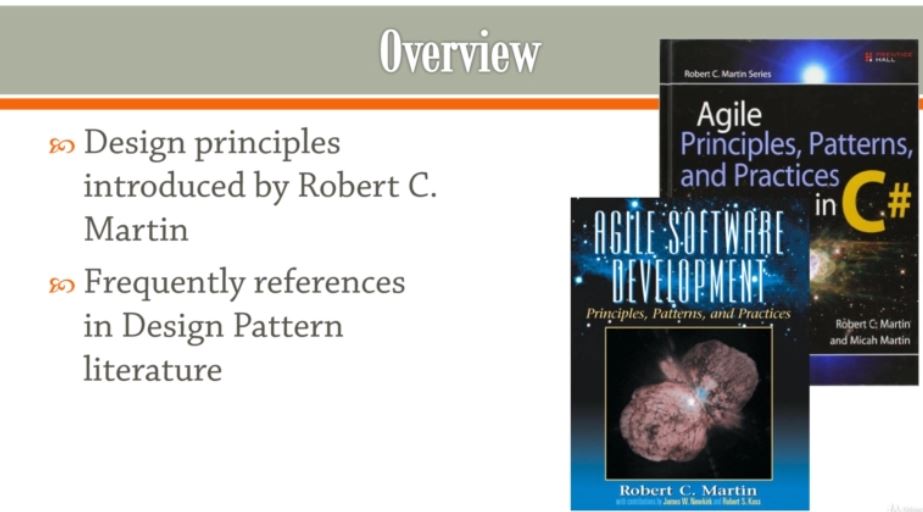 Overview
Design principles
introduced by Robert C.
Martin
Frequently references
in Design Pattern
literature
PRENTICE
HALL
Robert C. Martin Series
Agile
Principles, Patterns,
and Practices
in C#
Robert C. Martin
and Micah Martin
AGILE SOFTWARE
DEVELOPMENT
Principles, Patterns, and Practices
Robert C. Martin
with contributions by James W. Newkirk and Robert S. Koss